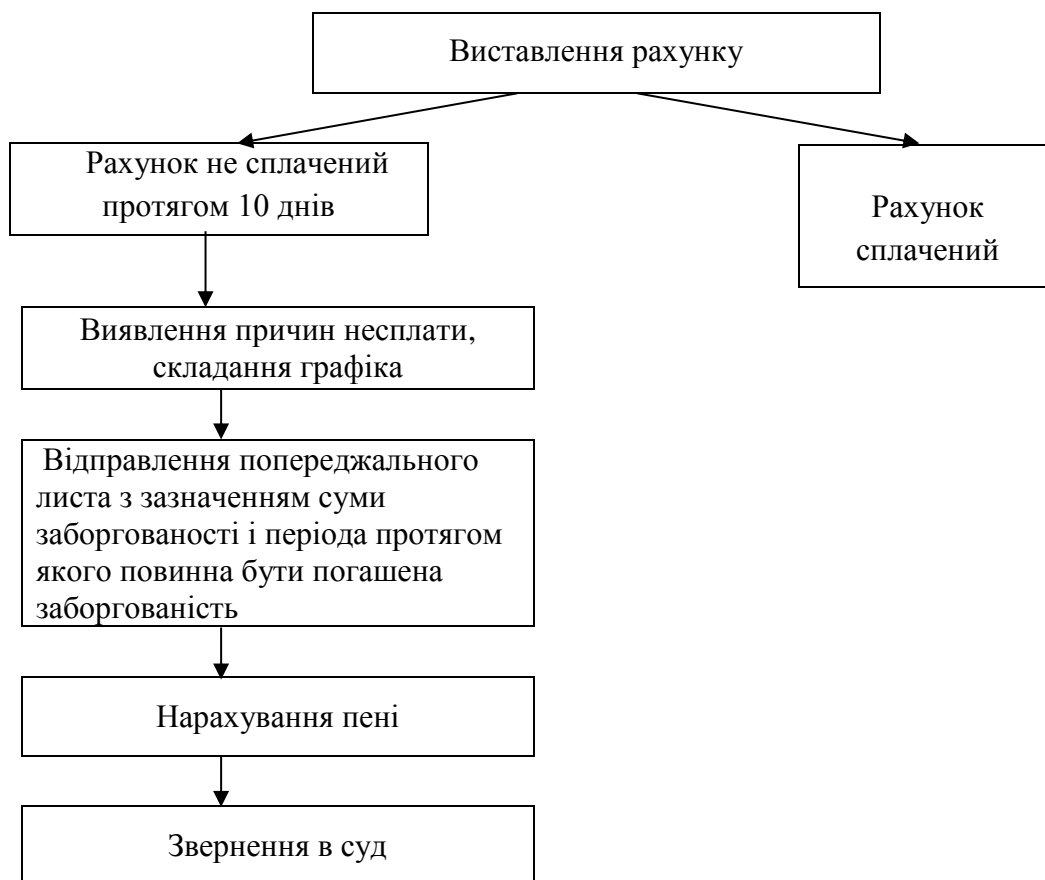 Виставлення рахунку
Рахунок не сплачений
протягом 10 днів
Рахунок
сплачений
Виявлення причин несплати,
складання графіка
Відправлення попереджального
листа з зазначенням суми
заборгованості і періода протягом
якого повинна бути погашена
заборгованість
Нарахування пені
Звернення в суд